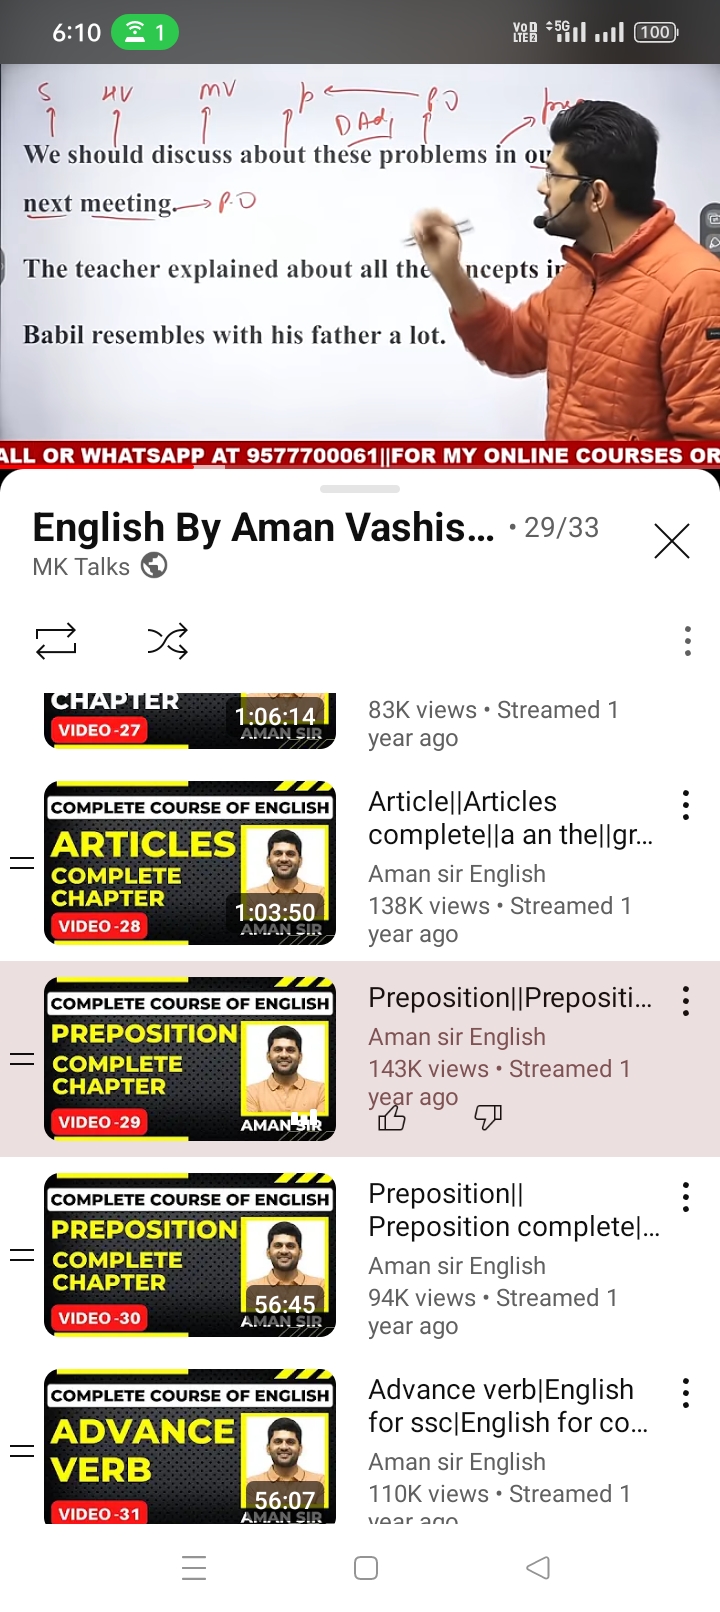 6:10 1 VoD LTE2 5G 100
S HV MV P P.O
D Adj
We should discuss about these problems in
next meeting. P.O
The teacher explained about all the
Babil resembles with his father a lot.
ALL OR WHATSAPP AT 9577700061||FOR MY ONLINE COURSES OR
English By Aman Vashis... • 29/33
MK Talks
CHAPTER
VIDEO-27
1:06:14
AMAN SIR
83K views • Streamed 1
year ago
COMPLETE COURSE OF ENGLISH
ARTICLES
COMPLETE
CHAPTER
VIDEO-28
1:03:50
AMAN SIR
Article||Articles
complete||a an the||gr...
Aman sir English
138K views • Streamed 1
year ago
COMPLETE COURSE OF ENGLISH
PREPOSITION
COMPLETE
CHAPTER
VIDEO-29
AMAN SIR
Preposition||Prepositi...
Aman sir English
143K views • Streamed 1
year ago
COMPLETE COURSE OF ENGLISH
PREPOSITION
COMPLETE
CHAPTER
VIDEO-30
56:45
AMAN SIR
Preposition||
Preposition complete|...
Aman sir English
94K views • Streamed 1
year ago
COMPLETE COURSE OF ENGLISH
ADVANCE
VERB
VIDEO-31
56:07
AMAN SIR
Advance verb|English
for ssc|English for co...
Aman sir English
110K views • Streamed 1
year ago